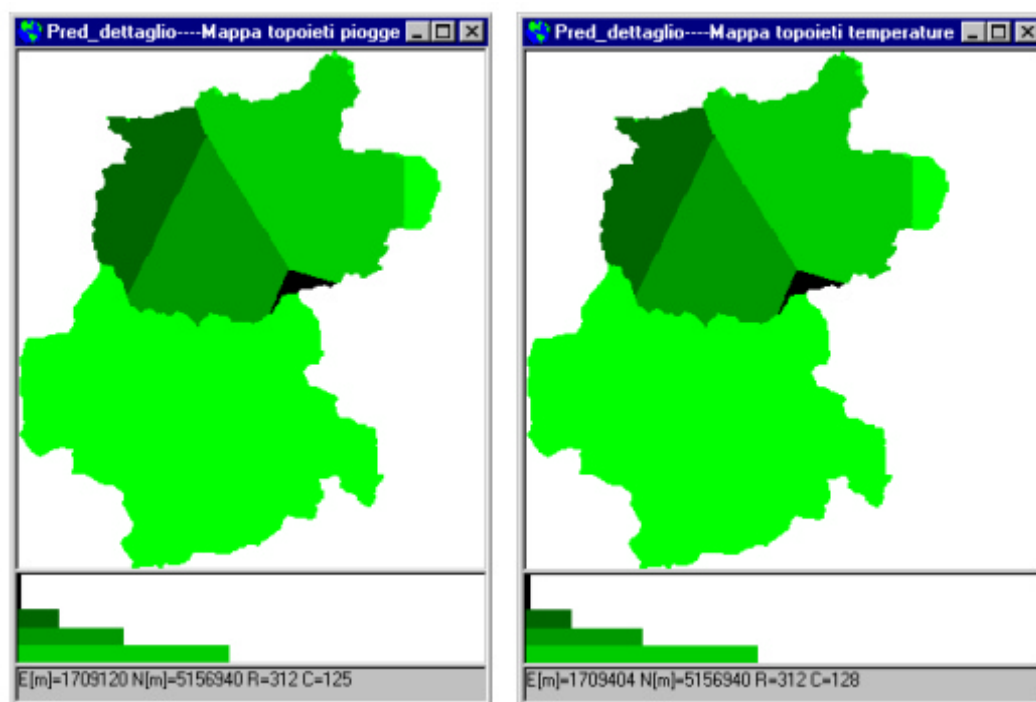 Pred_dettaglio----Mappa topoieti piogge
Pred_dettaglio----Mappa topoieti temperature
E[m]=1709120 N[m]=5156940 R=312 C=125
E[m]=1709404 N[m]=5156940 R=312 C=128